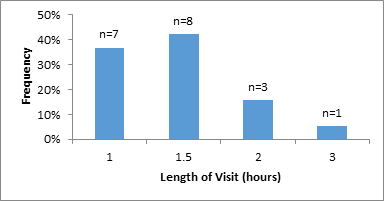 50%
40%
30%
20%
10%
0%
Frequency
n=7
n=8
n=3
n=1
1 1.5 2 3
Length of Visit (hours)